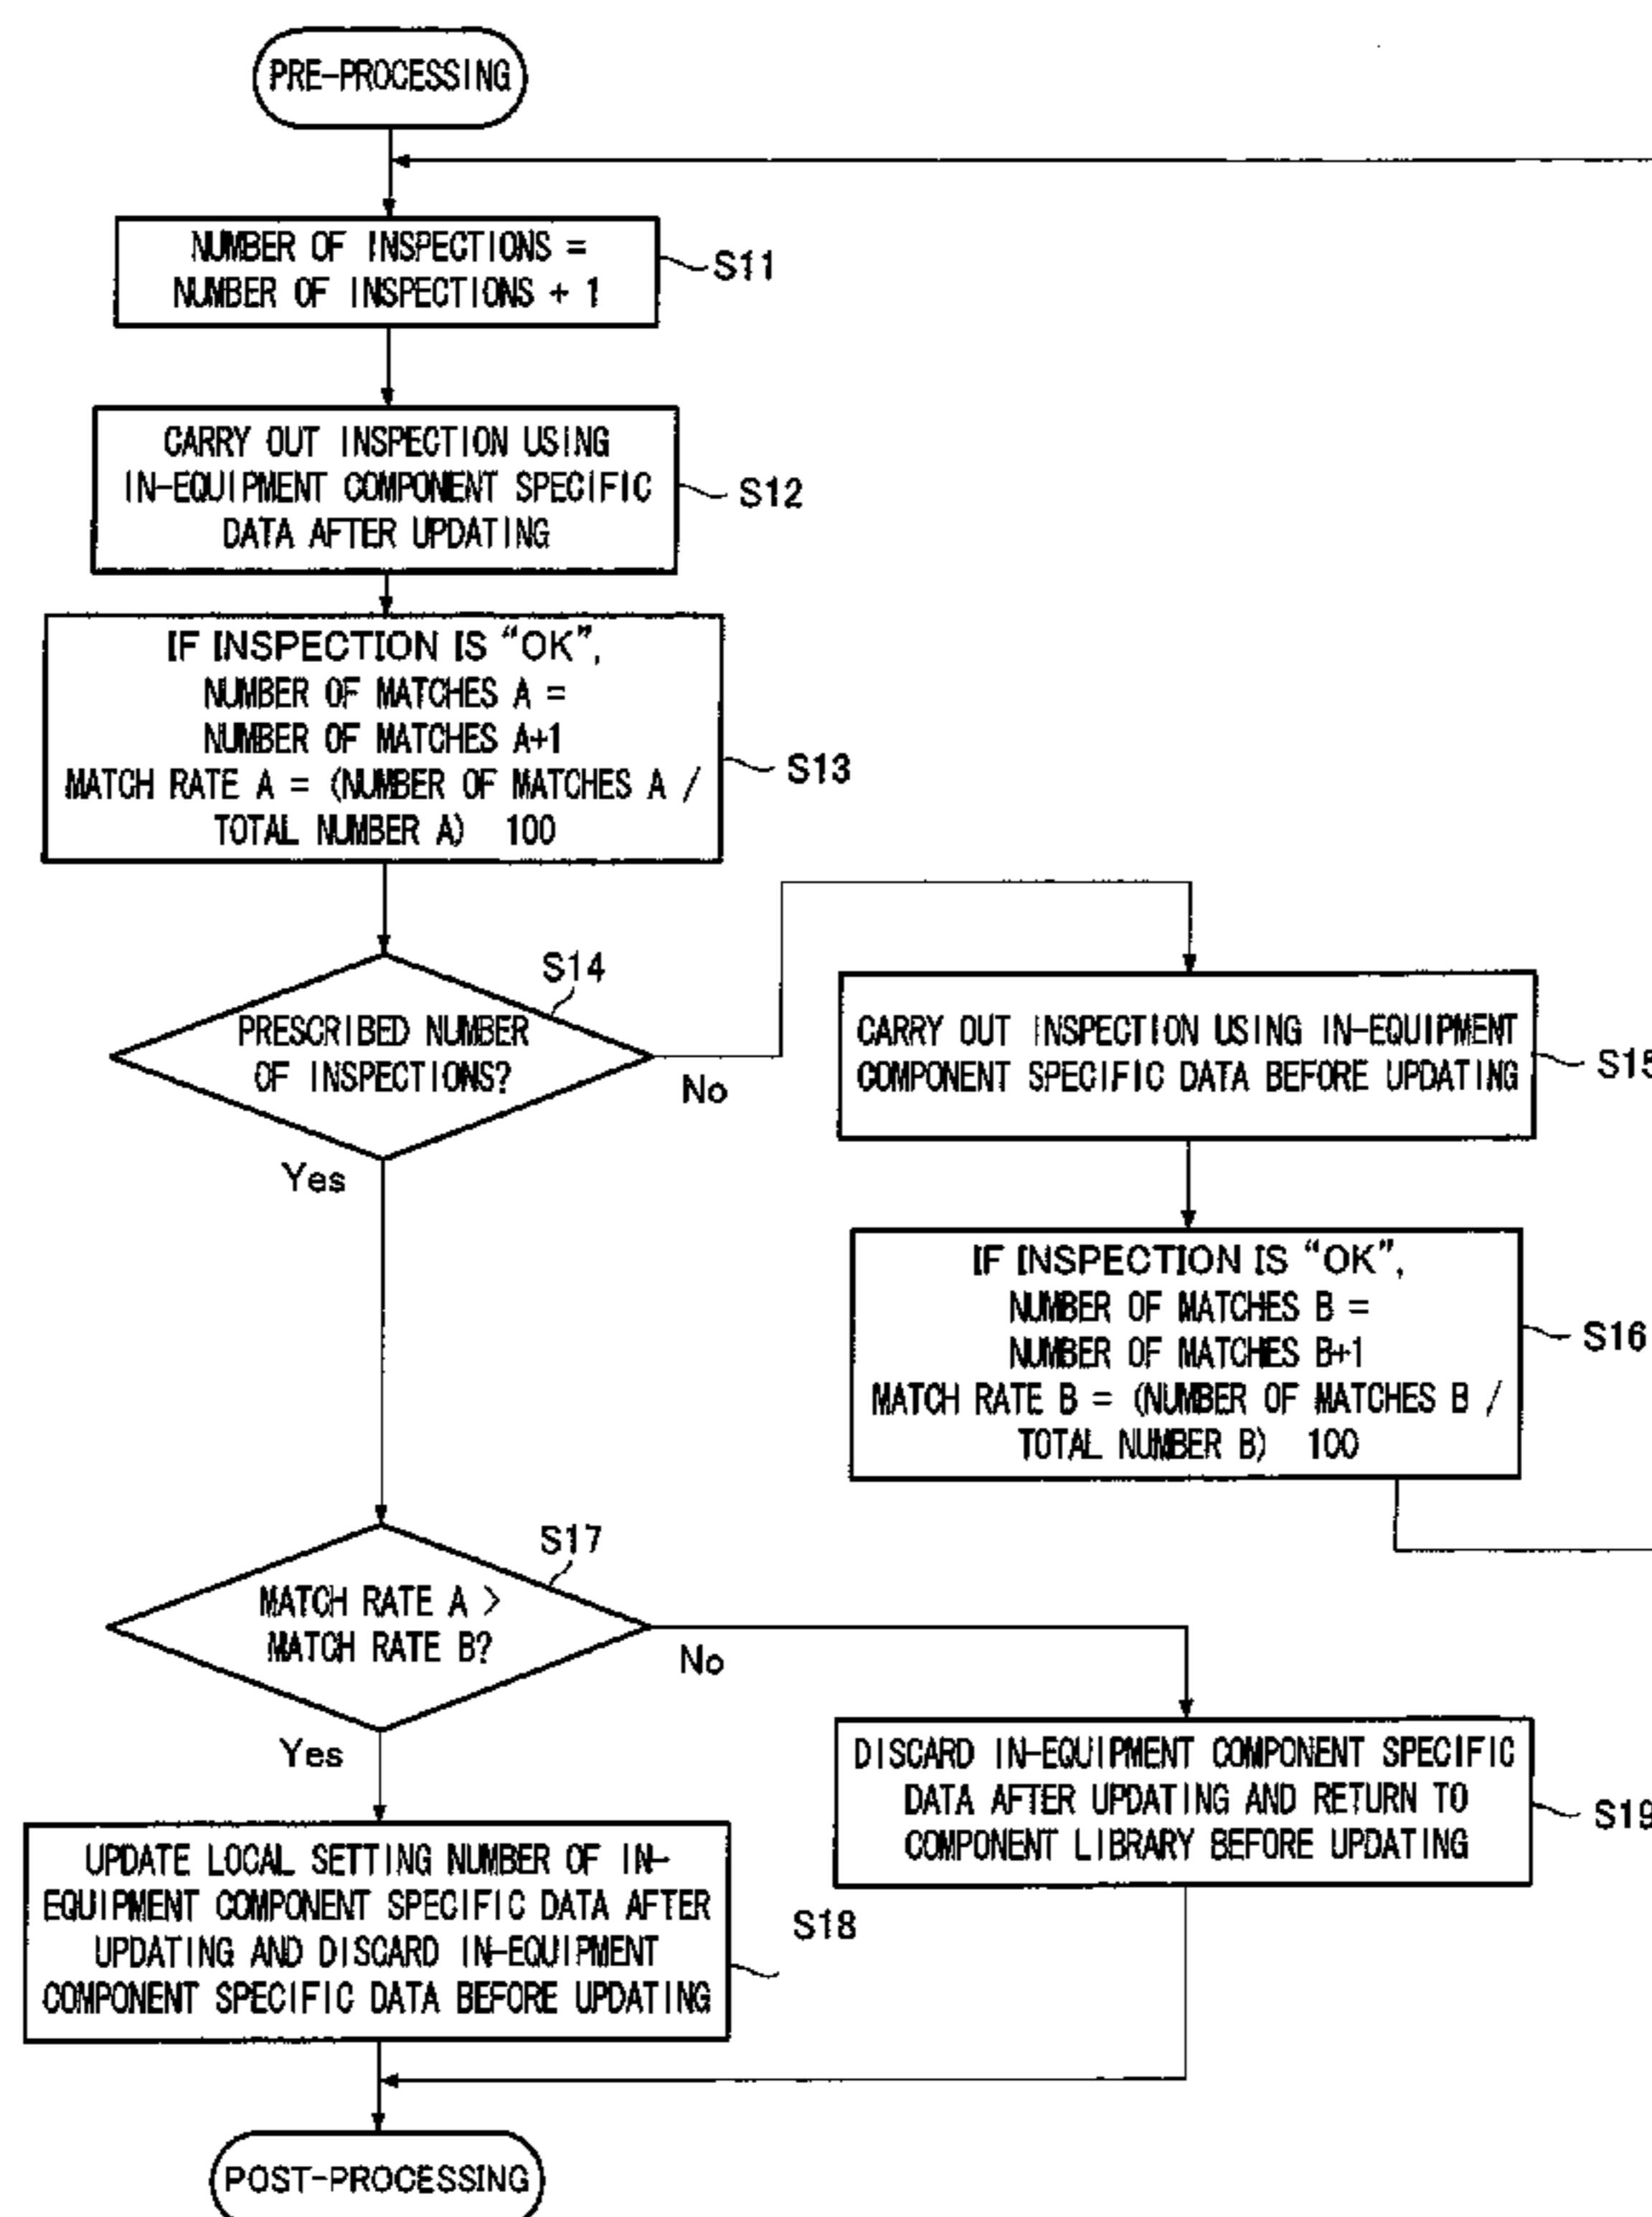 PRE-PROCESSING
NUMBER OF INSPECTIONS =
NUMBER OF INSPECTIONS + 1
S11
CARRY OUT INSPECTION USING
IN-EQUIPMENT COMPONENT SPECIFIC
DATA AFTER UPDATING
S12
IF INSPECTION IS “OK”,
NUMBER OF MATCHES A =
NUMBER OF MATCHES A+1
MATCH RATE A = (NUMBER OF MATCHES A /
TOTAL NUMBER A) 100
S13
S14
PRESCRIBED NUMBER
OF INSPECTIONS?
No
Yes
CARRY OUT INSPECTION USING IN-EQUIPMENT
COMPONENT SPECIFIC DATA BEFORE UPDATING
S15
IF INSPECTION IS “OK”,
NUMBER OF MATCHES B =
NUMBER OF MATCHES B+1
MATCH RATE B = (NUMBER OF MATCHES B /
TOTAL NUMBER B) 100
S16
S17
MATCH RATE A >
MATCH RATE B?
No
Yes
DISCARD IN-EQUIPMENT COMPONENT SPECIFIC
DATA AFTER UPDATING AND RETURN TO
COMPONENT LIBRARY BEFORE UPDATING
S19
UPDATE LOCAL SETTING NUMBER OF IN-
EQUIPMENT COMPONENT SPECIFIC DATA AFTER
UPDATING AND DISCARD IN-EQUIPMENT
COMPONENT SPECIFIC DATA BEFORE UPDATING
S18
POST-PROCESSING